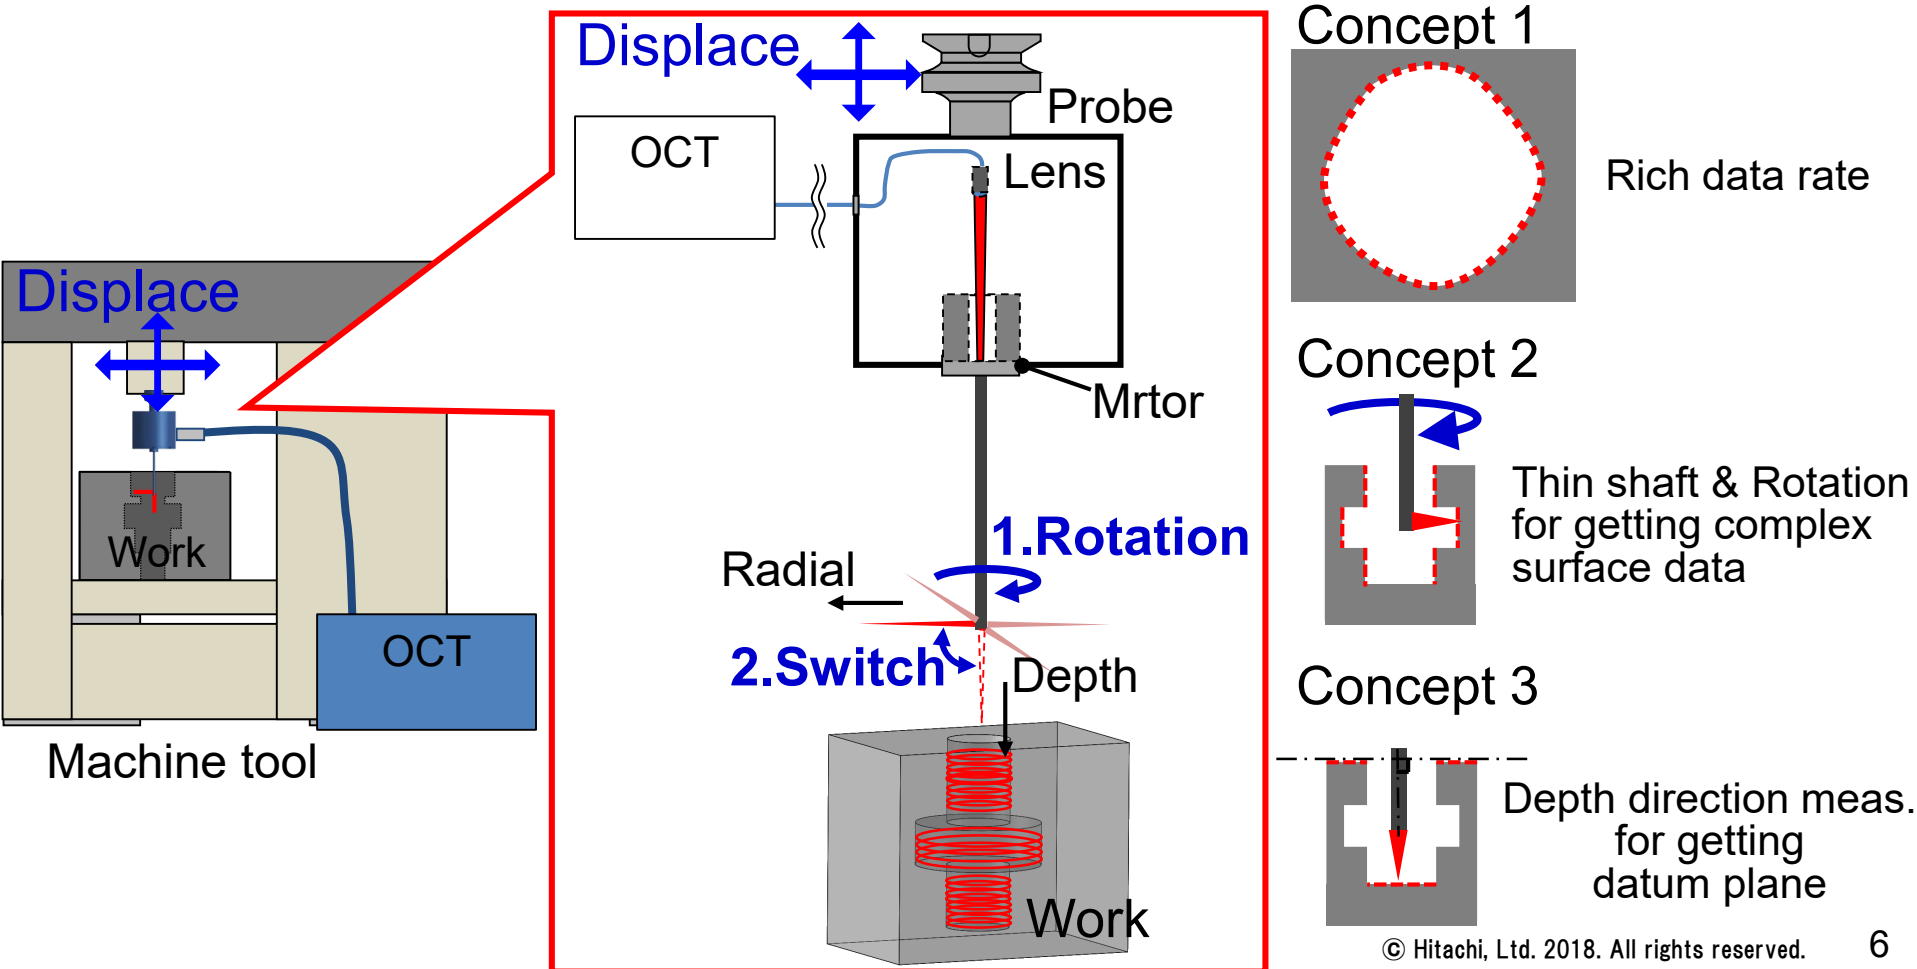 Displace
Work
OCT
Machine tool
Displace
Probe
OCT
Lens
Mrtor
1.Rotation
Radial
2.Switch
Depth
Work
Concept 1
Rich data rate
Concept 2
Thin shaft & Rotation
for getting complex
surface data
Concept 3
Depth direction meas.
for getting
datum plane
© Hitachi, Ltd. 2018. All rights reserved.
6